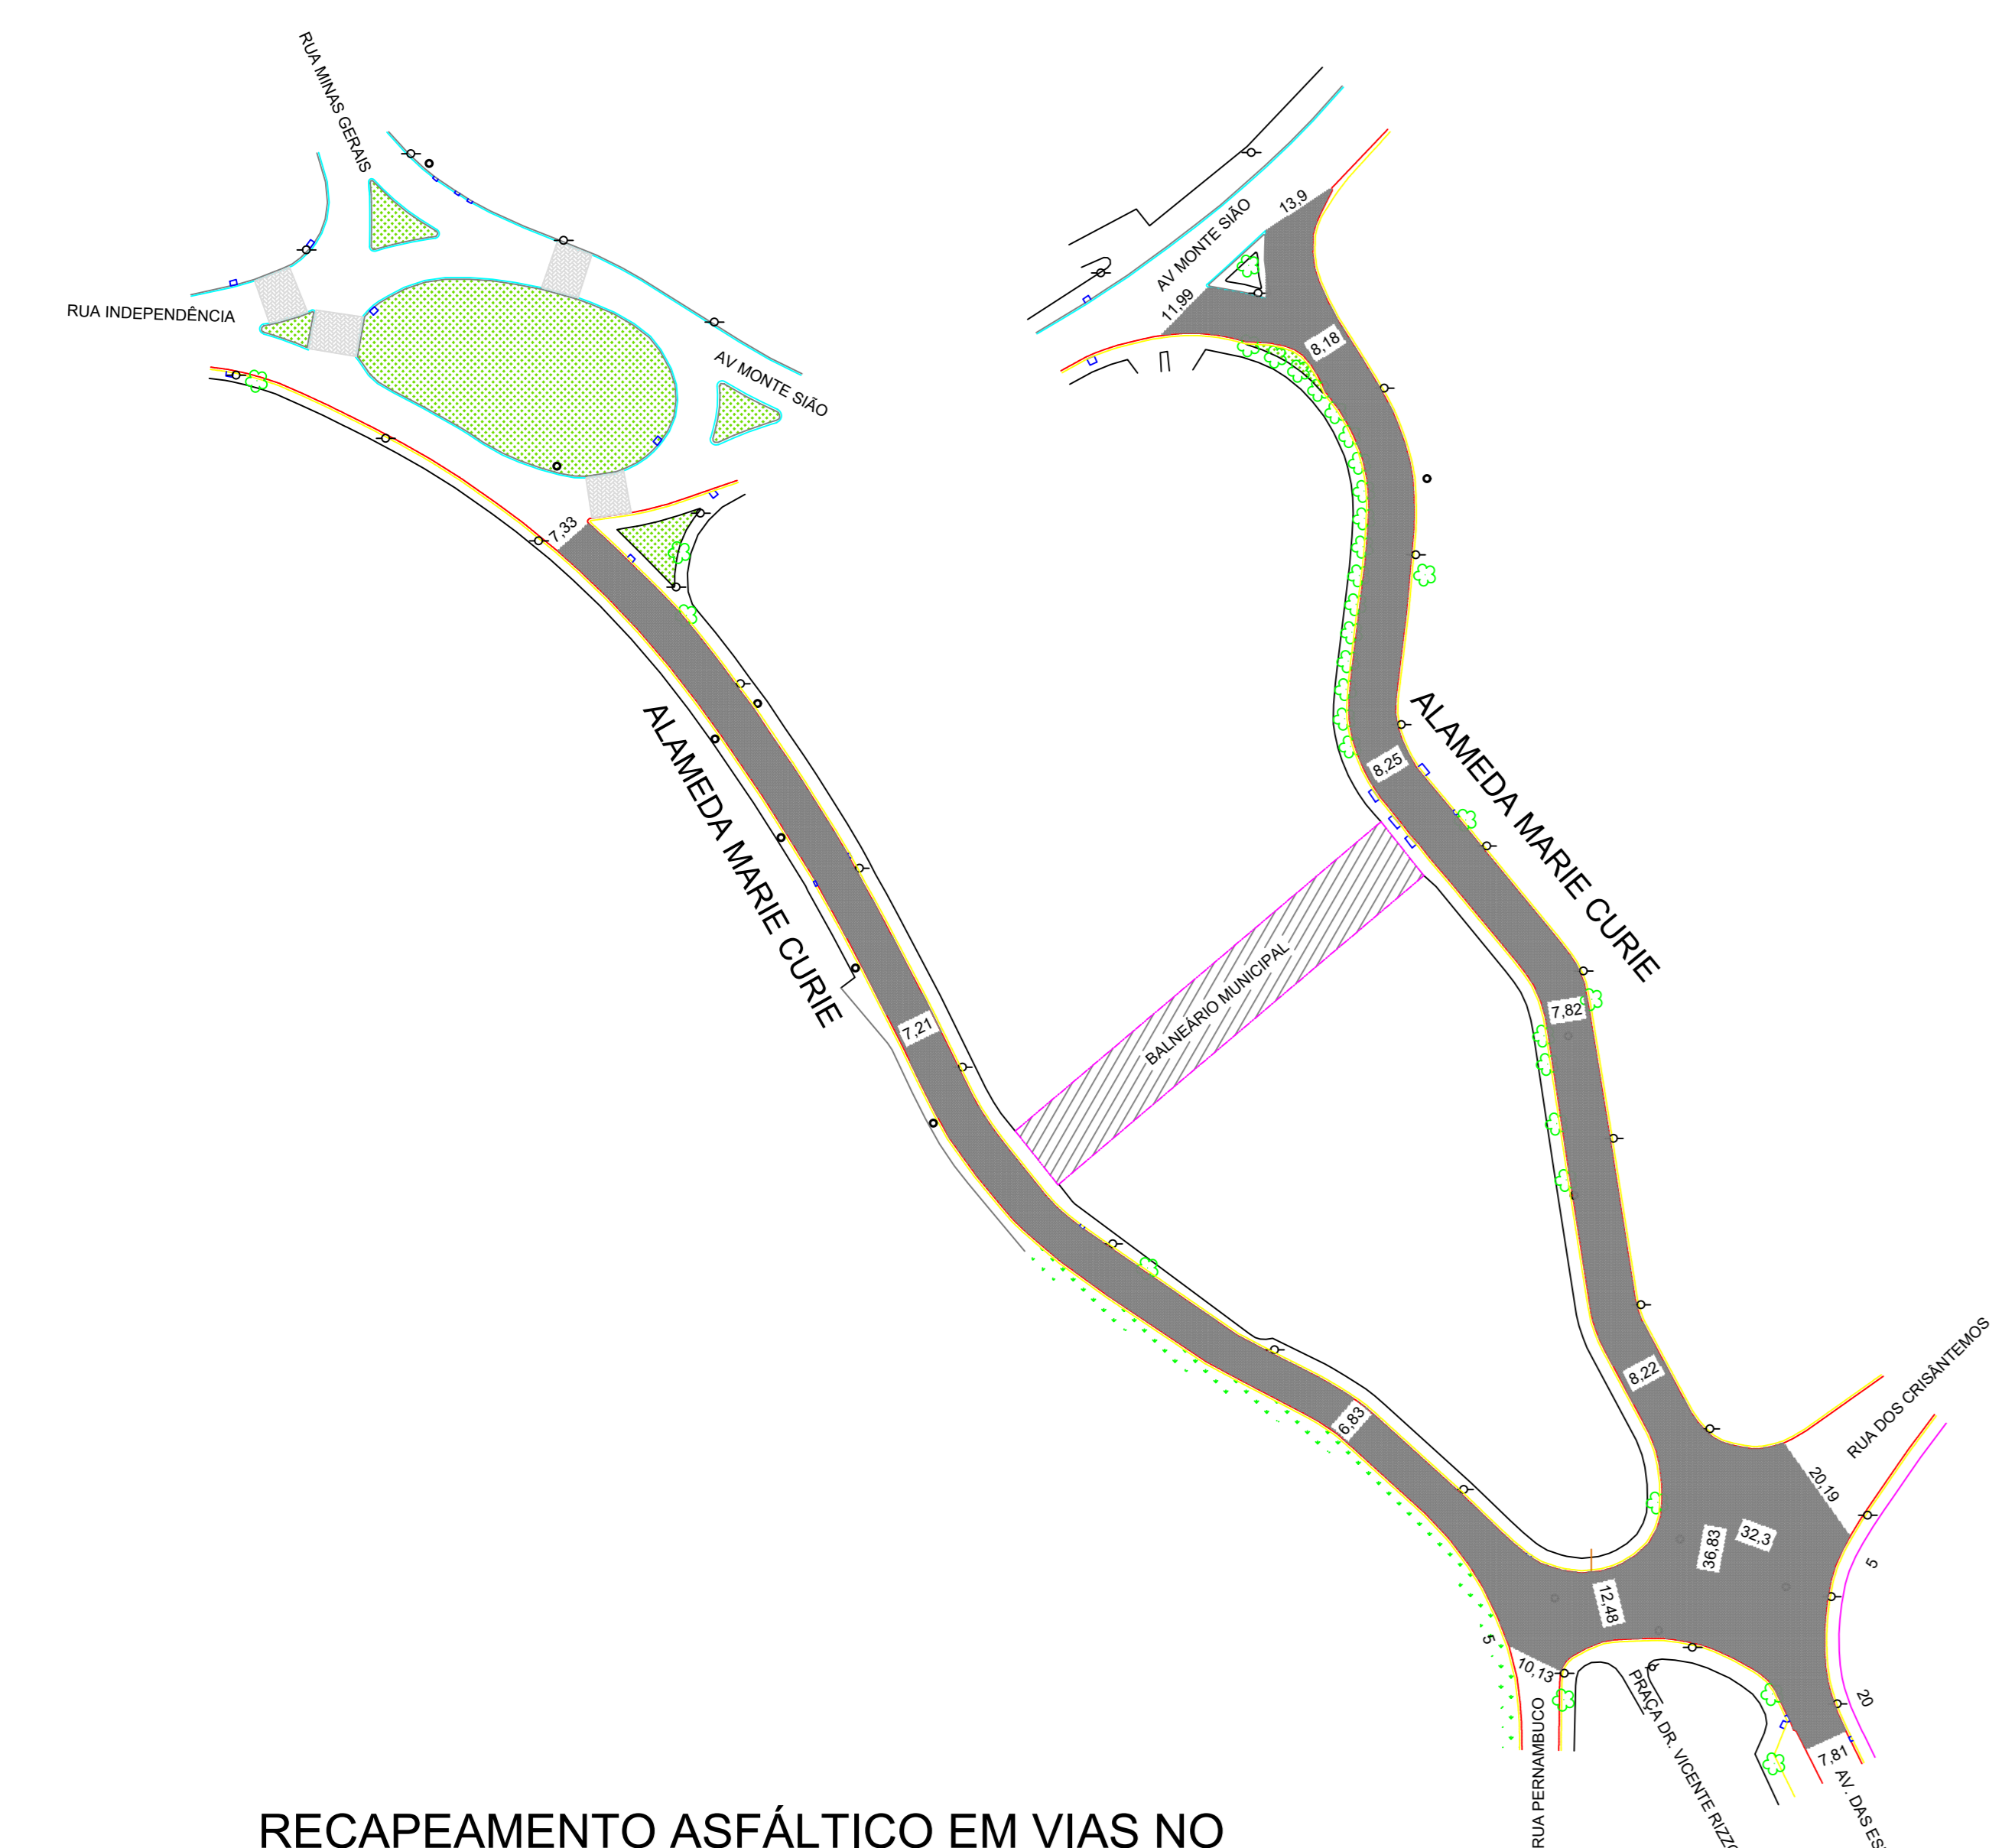 RUA MINAS GERAIS
RUA INDEPENDÊNCIA
AV MONTE SIÃO
7,33
13,9
AV MONTE SIÃO
11,99
8,18
ALAMEDA MARIE CURIE
ALAMEDA MARIE CURIE
8,25
BALNEÁRIO MUNICIPAL
7,82
7,21
8,22
6,83
RUA DOS CRISÂNTEMOS
20,19
36,83
32,3
5
12,48
5
10,13
20
7,81
RUA PERNAMBUCO
PRAÇA DR. VICENTE RIZZO
AV. DAS ES
RECAPEAMENTO ASFÁLTICO EM VIAS NO